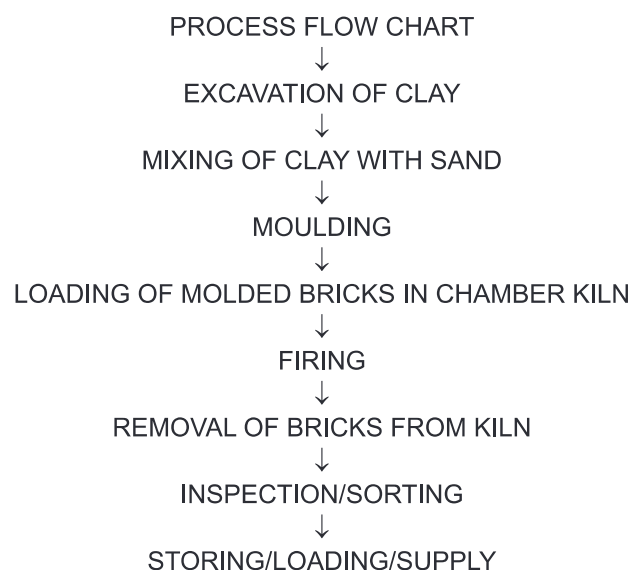 PROCESS FLOW CHART
↓
EXCAVATION OF CLAY
↓
MIXING OF CLAY WITH SAND
↓
MOULDING
↓
LOADING OF MOLDED BRICKS IN CHAMBER KILN
↓
FIRING
↓
REMOVAL OF BRICKS FROM KILN
↓
INSPECTION/SORTING
↓
STORING/LOADING/SUPPLY